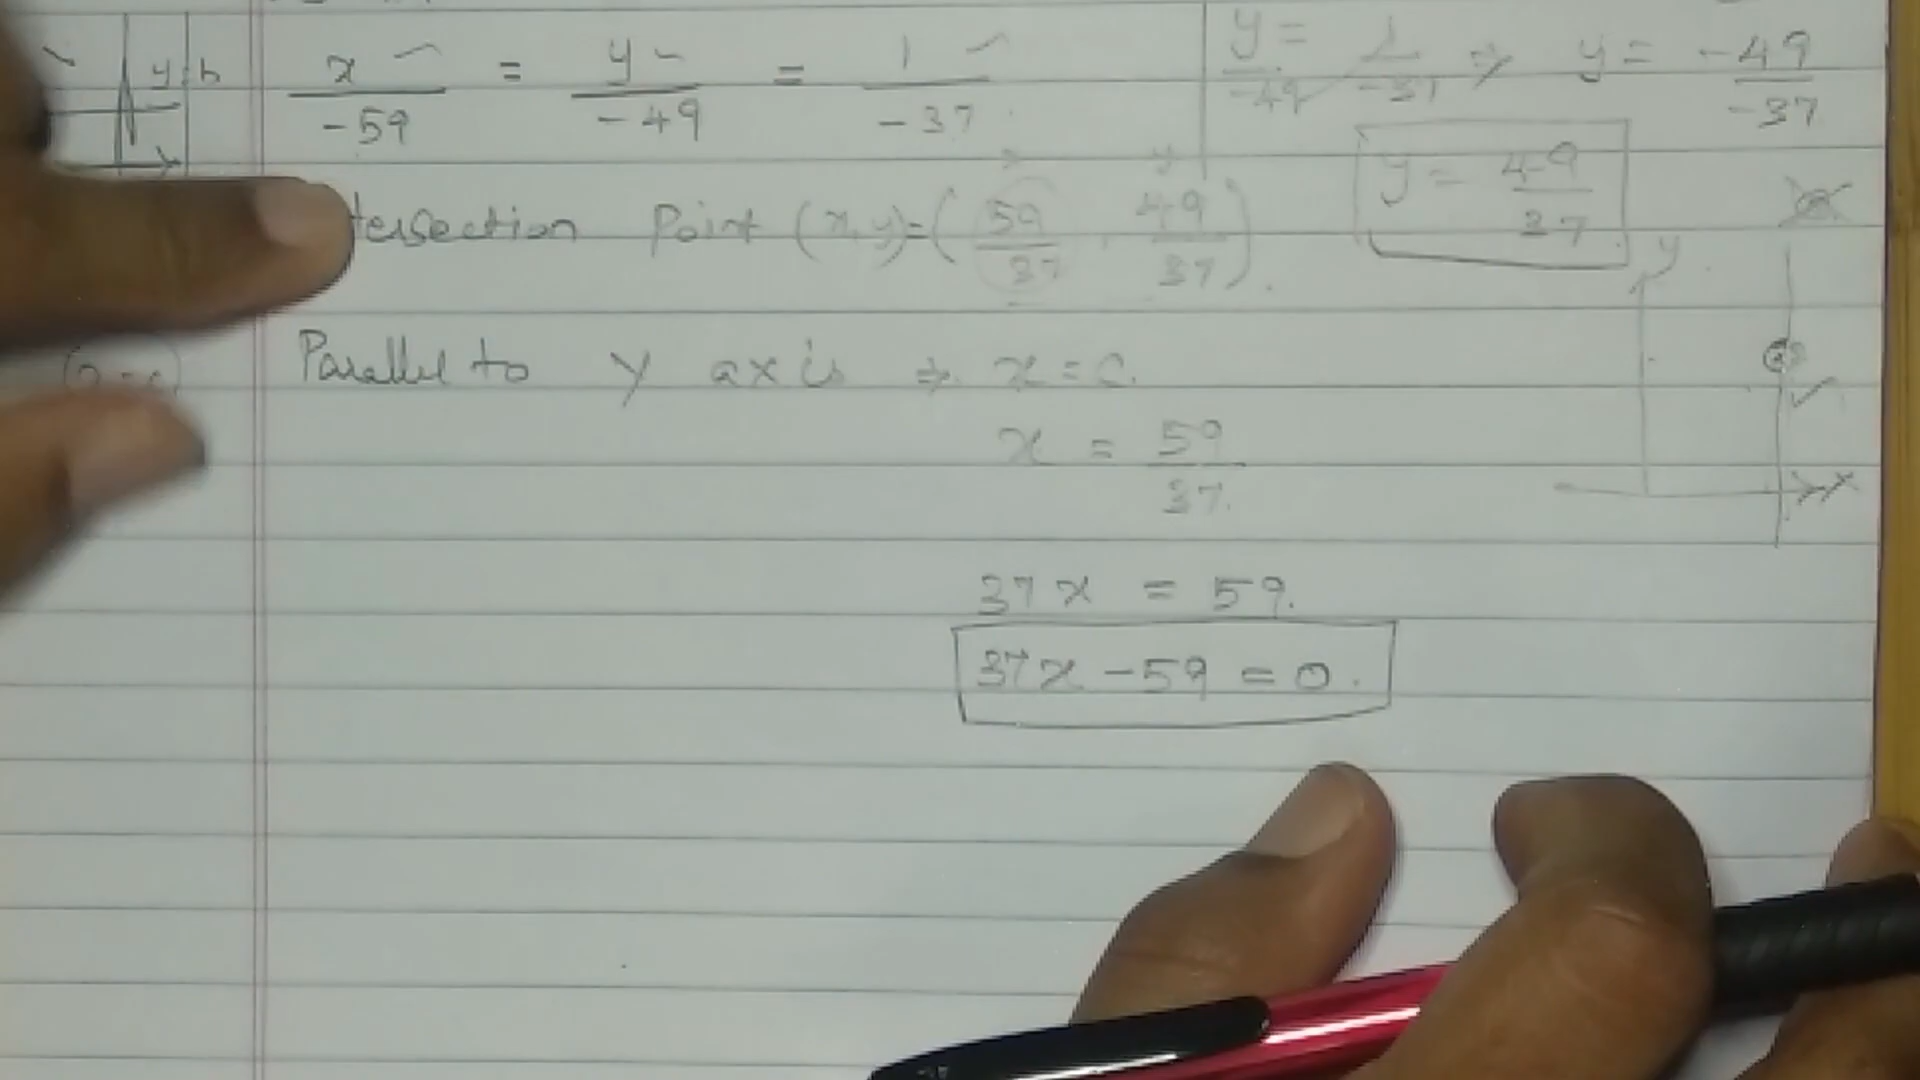 x/-59 = y/-49 = 1/-37
y/-49 = 1/-37 ⇒ y = -49/-37
y = 49/37
tersection Point (x, y) = (59/37, 49/37).
Parallel to y axis ⇒ x = c.
x = 59/37.
37x = 59.
37x - 59 = 0.
y
x
y = b